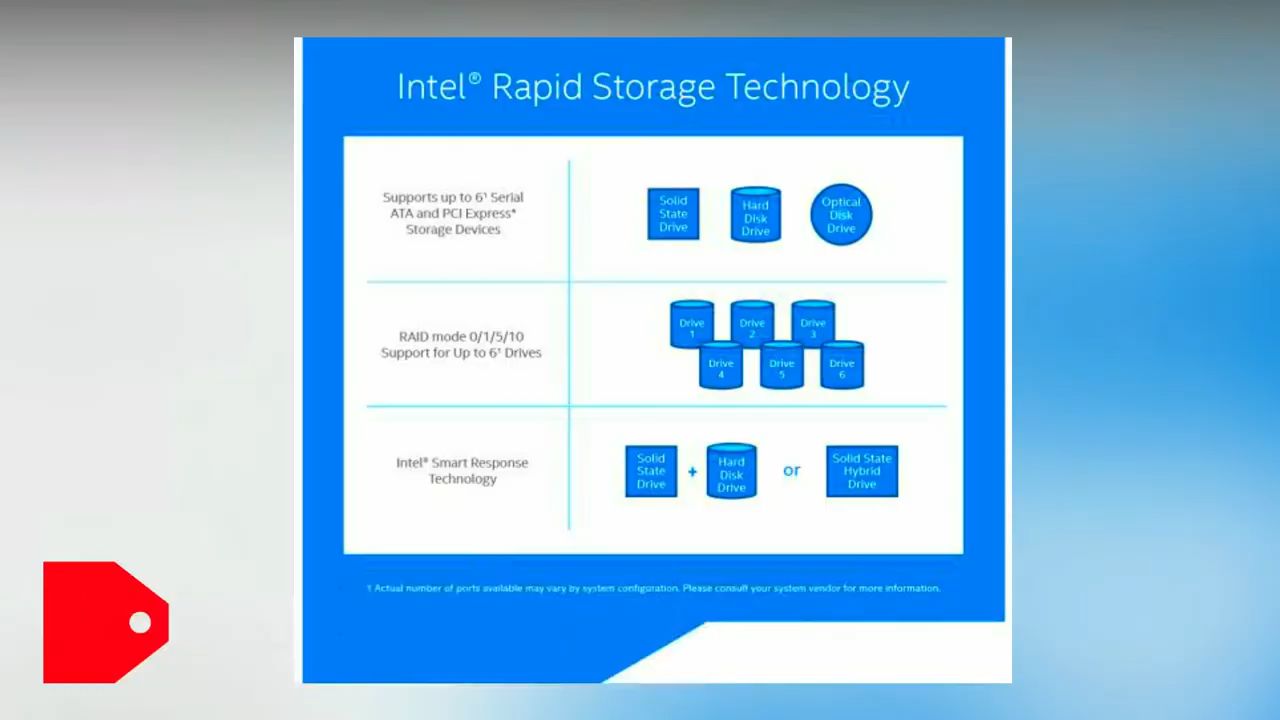 Intel® Rapid Storage Technology
Supports up to 6† Serial
ATA and PCI Express*
Storage Devices
Solid
State
Drive
Hard
Disk
Drive
Optical
Disk
Drive
RAID mode 0/1/5/10
Support for Up to 6† Drives
Drive
1
Drive
2
Drive
3
Drive
4
Drive
5
Drive
6
Intel® Smart Response
Technology
Solid
State
Drive
+
Hard
Disk
Drive
or
Solid State
Hybrid
Drive
† Actual number of ports available may vary by system configuration. Please consult your system vendor for more information.